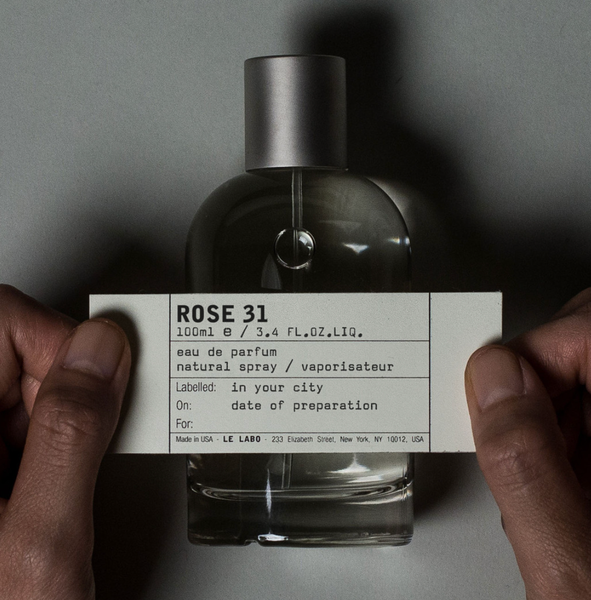 ROSE 31
100ml e / 3.4 FL.OZ.LIQ.
eau de parfum
natural spray / vaporisateur
Labelled: in your city
On: date of preparation
For:
Made in USA - LE LABO - 233 Elizabeth Street, New York, NY 10012, USA